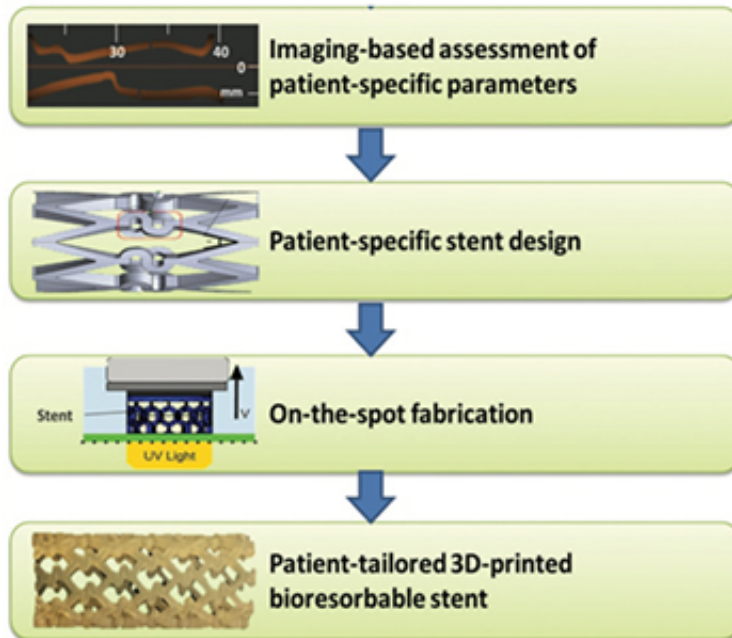 30
40
0
mm
Imaging-based assessment of
patient-specific parameters
Patient-specific stent design
Stent
V
UV Light
On-the-spot fabrication
Patient-tailored 3D-printed
bioresorbable stent